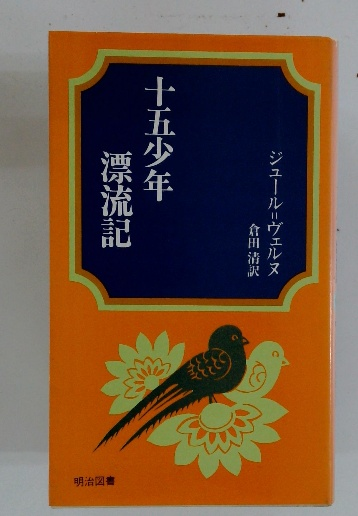 十五少年
漂流記
ジュール＝ヴェルヌ
倉田 清訳
明治図書